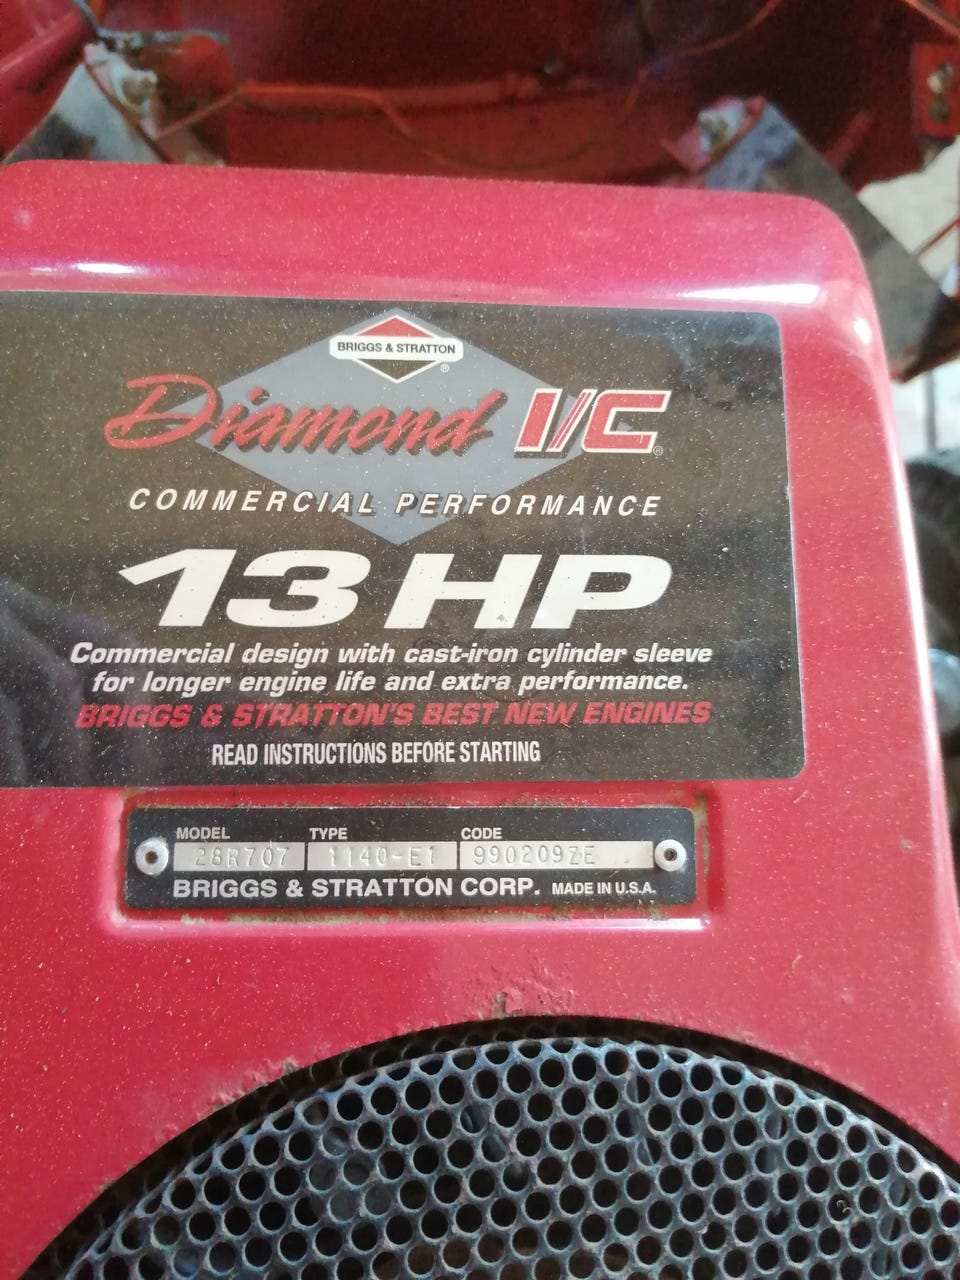 BRIGGS & STRATTON
®
Diamond I/C®
COMMERCIAL PERFORMANCE
13 HP
Commercial design with cast-iron cylinder sleeve
for longer engine life and extra performance.
BRIGGS & STRATTON'S BEST NEW ENGINES
READ INSTRUCTIONS BEFORE STARTING
MODEL TYPE CODE
28R707 1140-E1 990209ZE
BRIGGS & STRATTON CORP. MADE IN U.S.A.